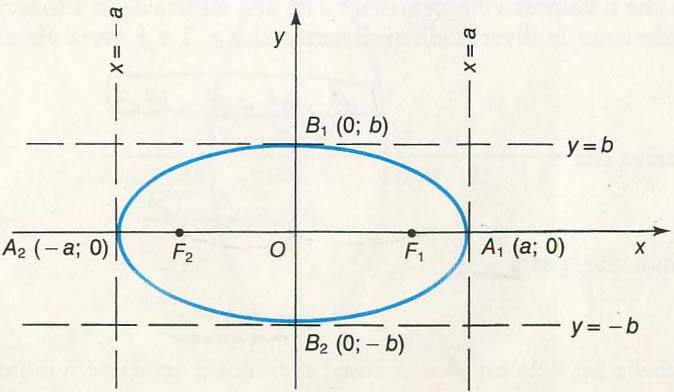 x = −a
y
x = a
B₁ (0; b)
y = b
A₂ (−a; 0)
F₂
O
F₁
A₁ (a; 0)
x
y = −b
B₂ (0; −b)